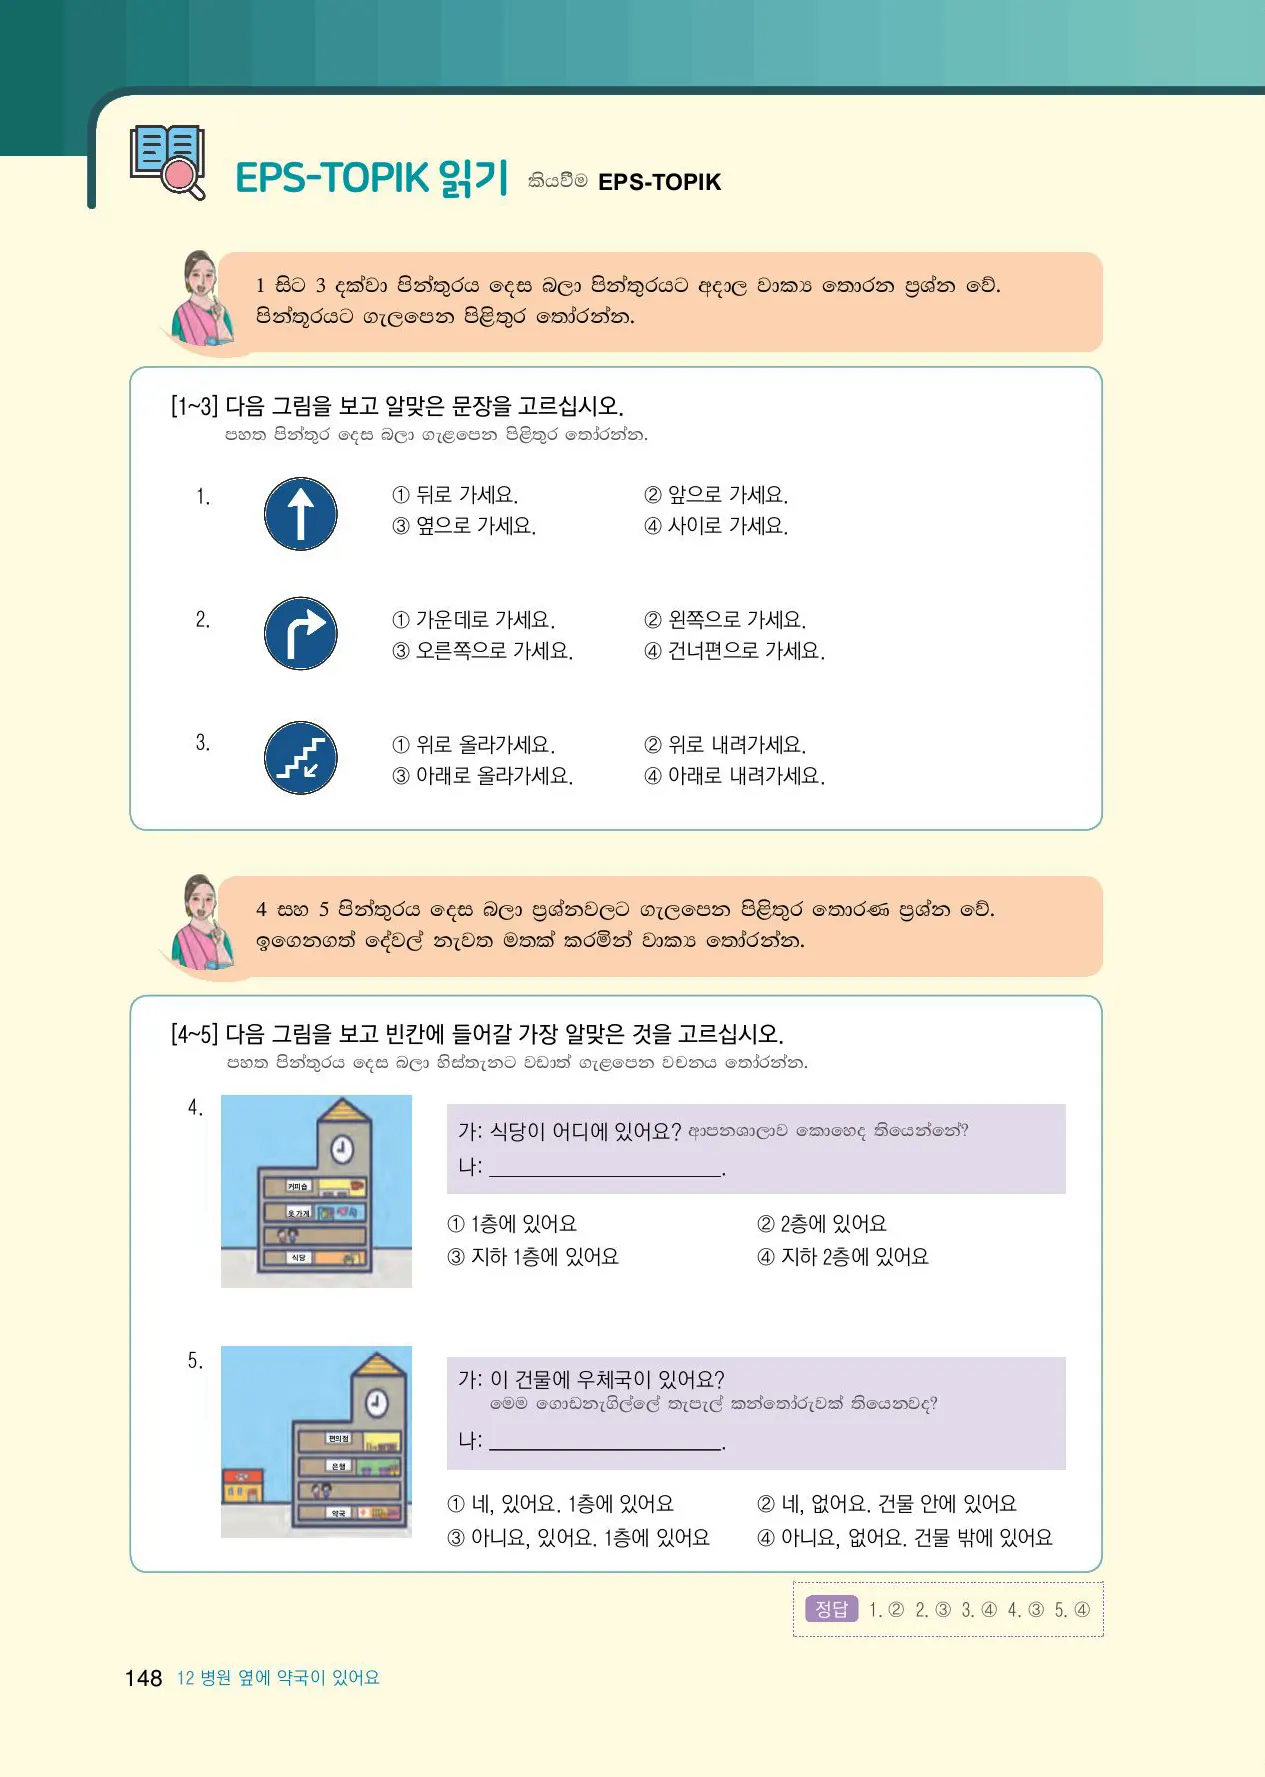 EPS-TOPIK 읽기 කියවීම EPS-TOPIK
1 සිට 3 දක්වා පින්තුරය දෙස බලා පින්තුරයට අදාල වාක්‍ය තොරන ප්‍රශ්න වේ.
පින්තූරයට ගැලපෙන පිළිතුර තෝරන්න.
[1~3] 다음 그림을 보고 알맞은 문장을 고르십시오.
පහත පින්තුර දෙස බලා ගැළපෙන පිළිතුර තෝරන්න.
1.
① 뒤로 가세요. ② 앞으로 가세요.
③ 옆으로 가세요. ④ 사이로 가세요.
2.
① 가운데로 가세요. ② 왼쪽으로 가세요.
③ 오른쪽으로 가세요. ④ 건너편으로 가세요.
3.
① 위로 올라가세요. ② 위로 내려가세요.
③ 아래로 올라가세요. ④ 아래로 내려가세요.
4 සහ 5 පින්තුරය දෙස බලා ප්‍රශ්නවලට ගැලපෙන පිළිතුර තොරණ ප්‍රශ්න වේ.
ඉගෙනගත් දේවල් නැවත මතක් කරමින් වාක්‍ය තෝරන්න.
[4~5] 다음 그림을 보고 빈칸에 들어갈 가장 알맞은 것을 고르십시오.
පහත පින්තුරය දෙස බලා හිස්තැනට වඩාත් ගැළපෙන වචනය තෝරන්න.
4.
커피숍
옷 가게
식당
가: 식당이 어디에 있어요? ආපනශාලාව කොහෙද තියෙන්නේ?
나: ____________________.
① 1층에 있어요 ② 2층에 있어요
③ 지하 1층에 있어요 ④ 지하 2층에 있어요
5.
편의점
은행
약국
가: 이 건물에 우체국이 있어요?
මෙම ගොඩනැගිල්ලේ තැපැල් කන්තෝරුවක් තියෙනවද?
나: ____________________.
① 네, 있어요. 1층에 있어요 ② 네, 없어요. 건물 안에 있어요
③ 아니요, 있어요. 1층에 있어요 ④ 아니요, 없어요. 건물 밖에 있어요
정답 1. ② 2. ③ 3. ④ 4. ③ 5. ④
148 12 병원 옆에 약국이 있어요